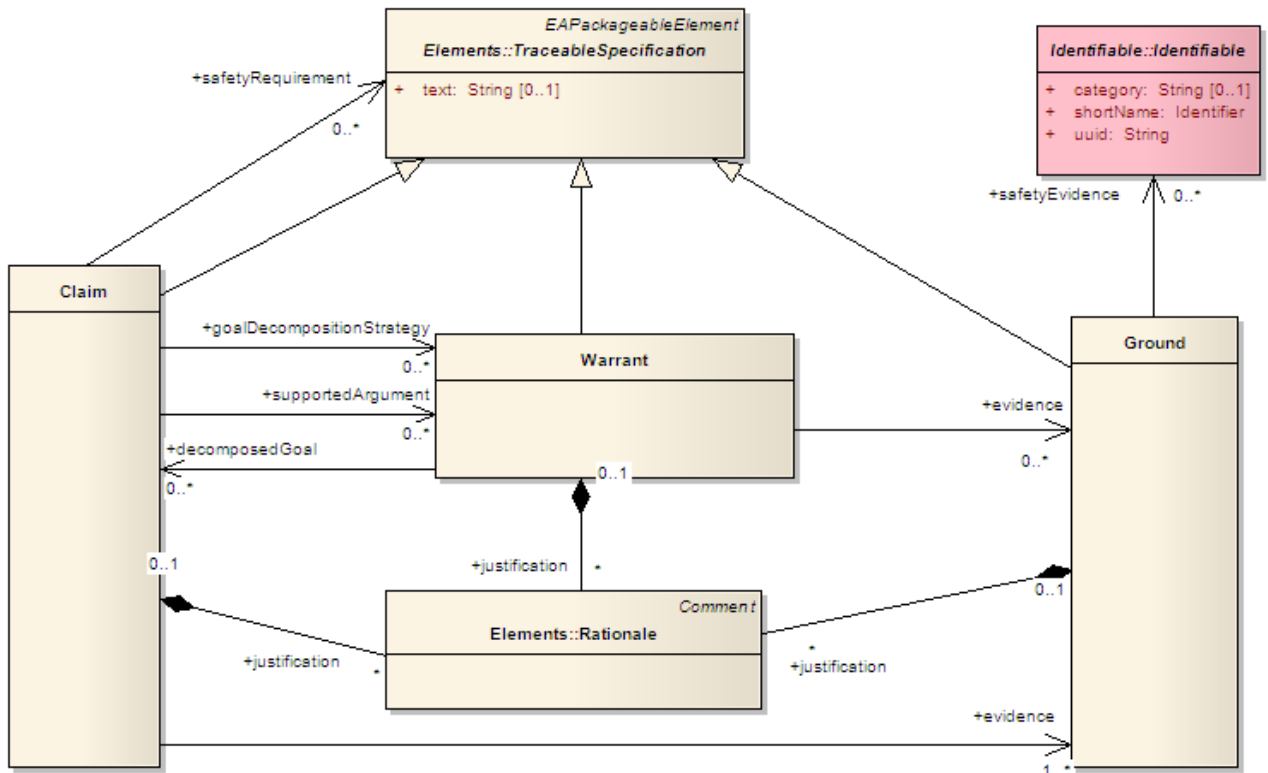 EAPackageableElement
Elements::TraceableSpecification
+ text: String [0..1]
Identifiable::Identifiable
+ category: String [0..1]
+ shortName: Identifier
+ uuid: String
+safetyRequirement
0..*
+safetyEvidence
0..*
Claim
Warrant
Ground
+goalDecompositionStrategy
0..*
+supportedArgument
0..*
+decomposedGoal
0..*
+evidence
0..*
0..1
0..1
+justification
*
0..1
Comment
Elements::Rationale
+justification
*
*
+justification
+evidence
1..*